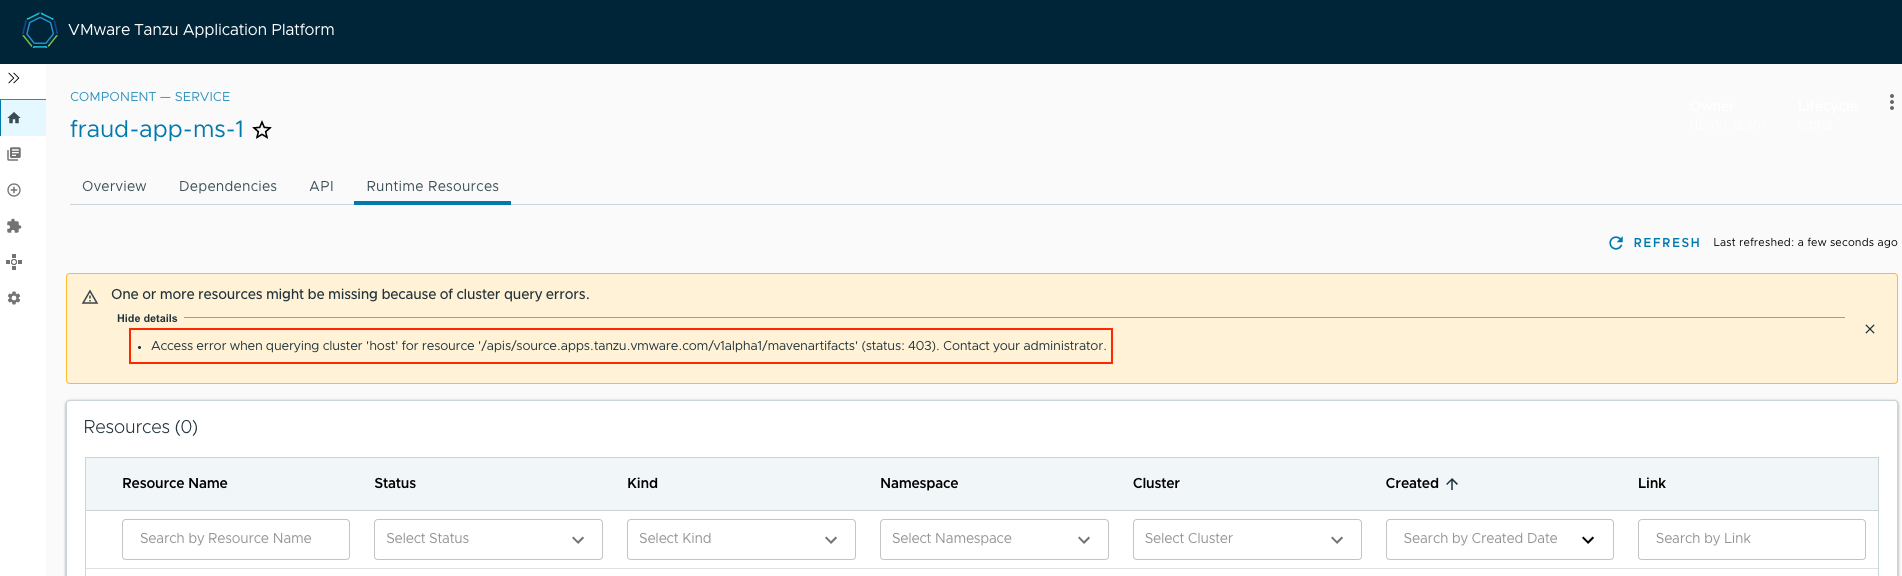 VMware Tanzu Application Platform
COMPONENT — SERVICE
fraud-app-ms-1
Overview Dependencies API Runtime Resources
REFRESH Last refreshed: a few seconds ago
One or more resources might be missing because of cluster query errors.
Hide details
• Access error when querying cluster 'host' for resource '/apis/source.apps.tanzu.vmware.com/v1alpha1/mavenartifacts' (status: 403). Contact your administrator.
Resources (0)
Resource Name Status Kind Namespace Cluster Created Link
Search by Resource Name Select Status Select Kind Select Namespace Select Cluster Search by Created Date Search by Link